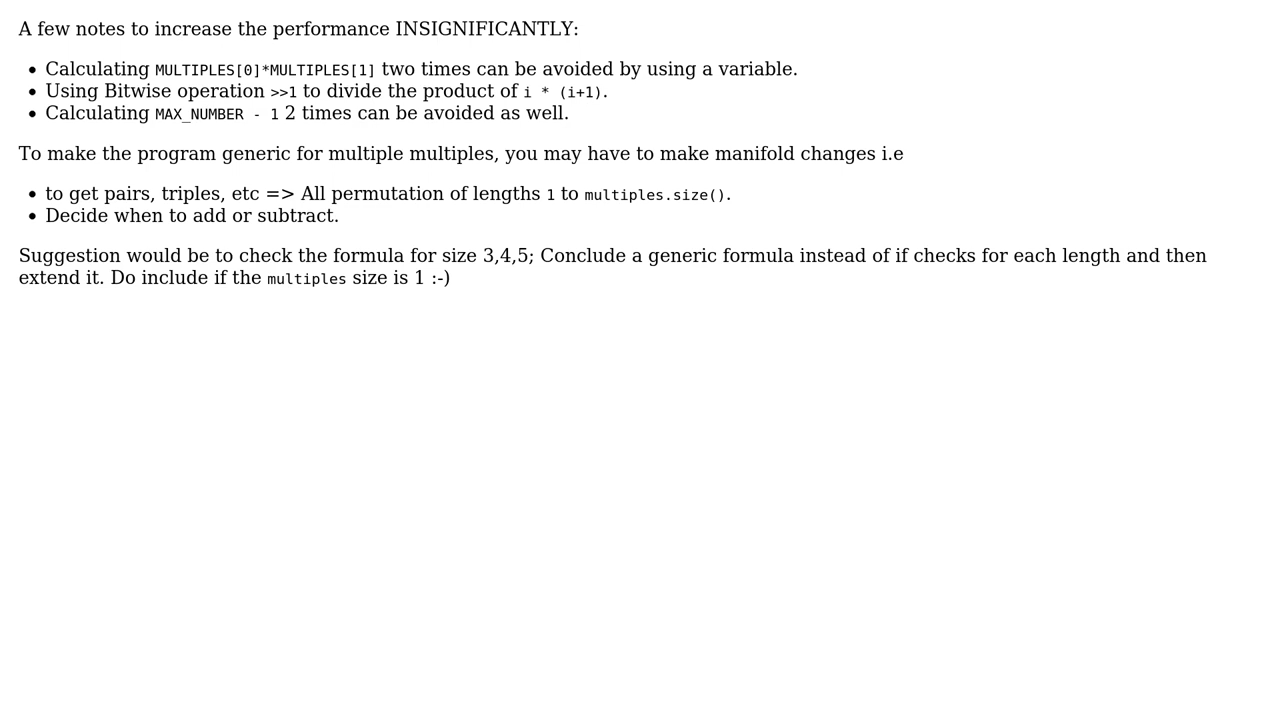 A few notes to increase the performance INSIGNIFICANTLY:
• Calculating MULTIPLES[0]*MULTIPLES[1] two times can be avoided by using a variable.
• Using Bitwise operation >>1 to divide the product of i * (i+1).
• Calculating MAX_NUMBER - 1 2 times can be avoided as well.
To make the program generic for multiple multiples, you may have to make manifold changes i.e
• to get pairs, triples, etc => All permutation of lengths 1 to multiples.size().
• Decide when to add or subtract.
Suggestion would be to check the formula for size 3,4,5; Conclude a generic formula instead of if checks for each length and then
extend it. Do include if the multiples size is 1 :-)